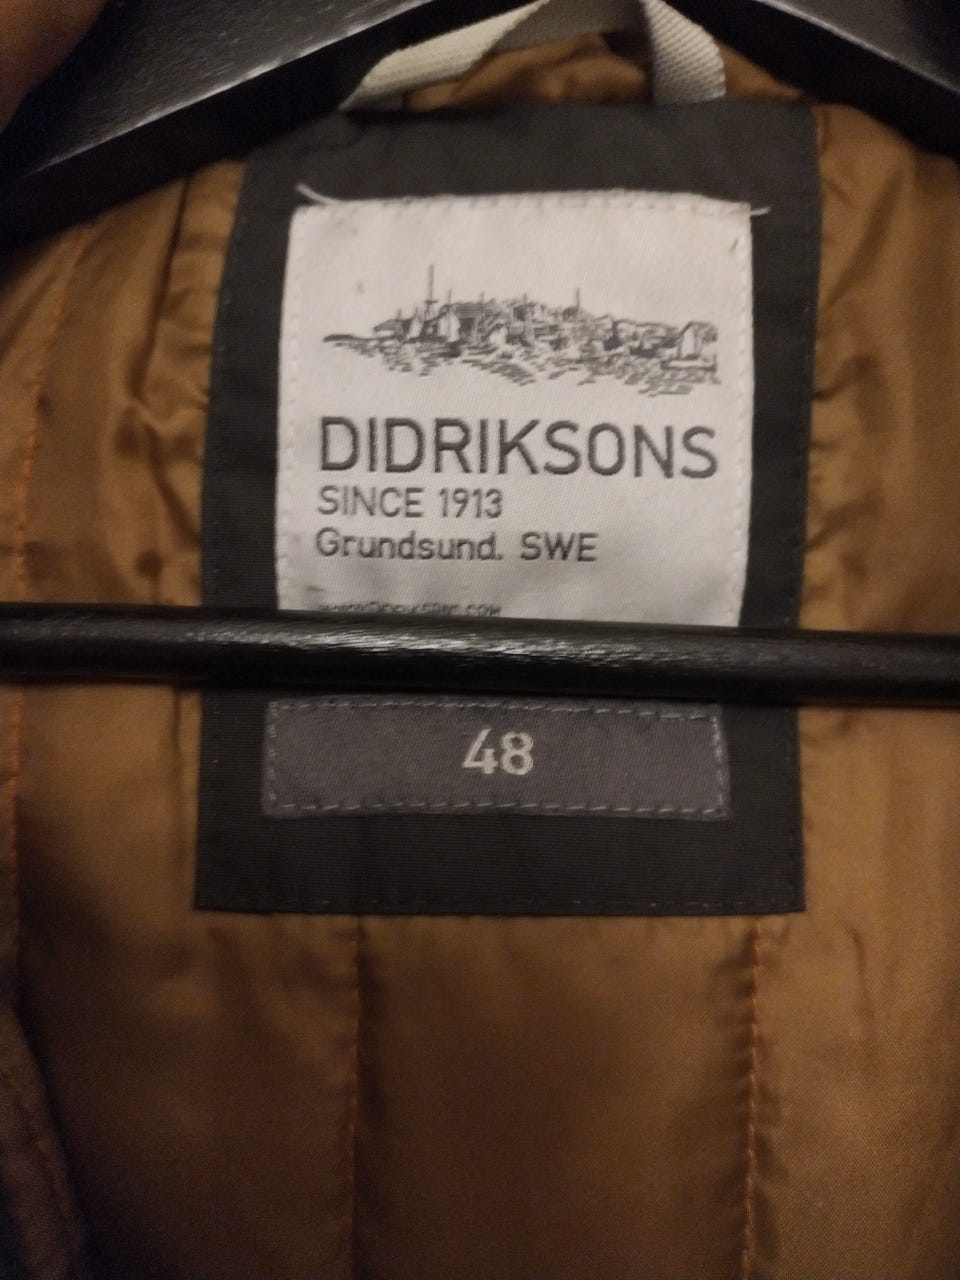 DIDRIKSONS
SINCE 1913
Grundsund. SWE
48